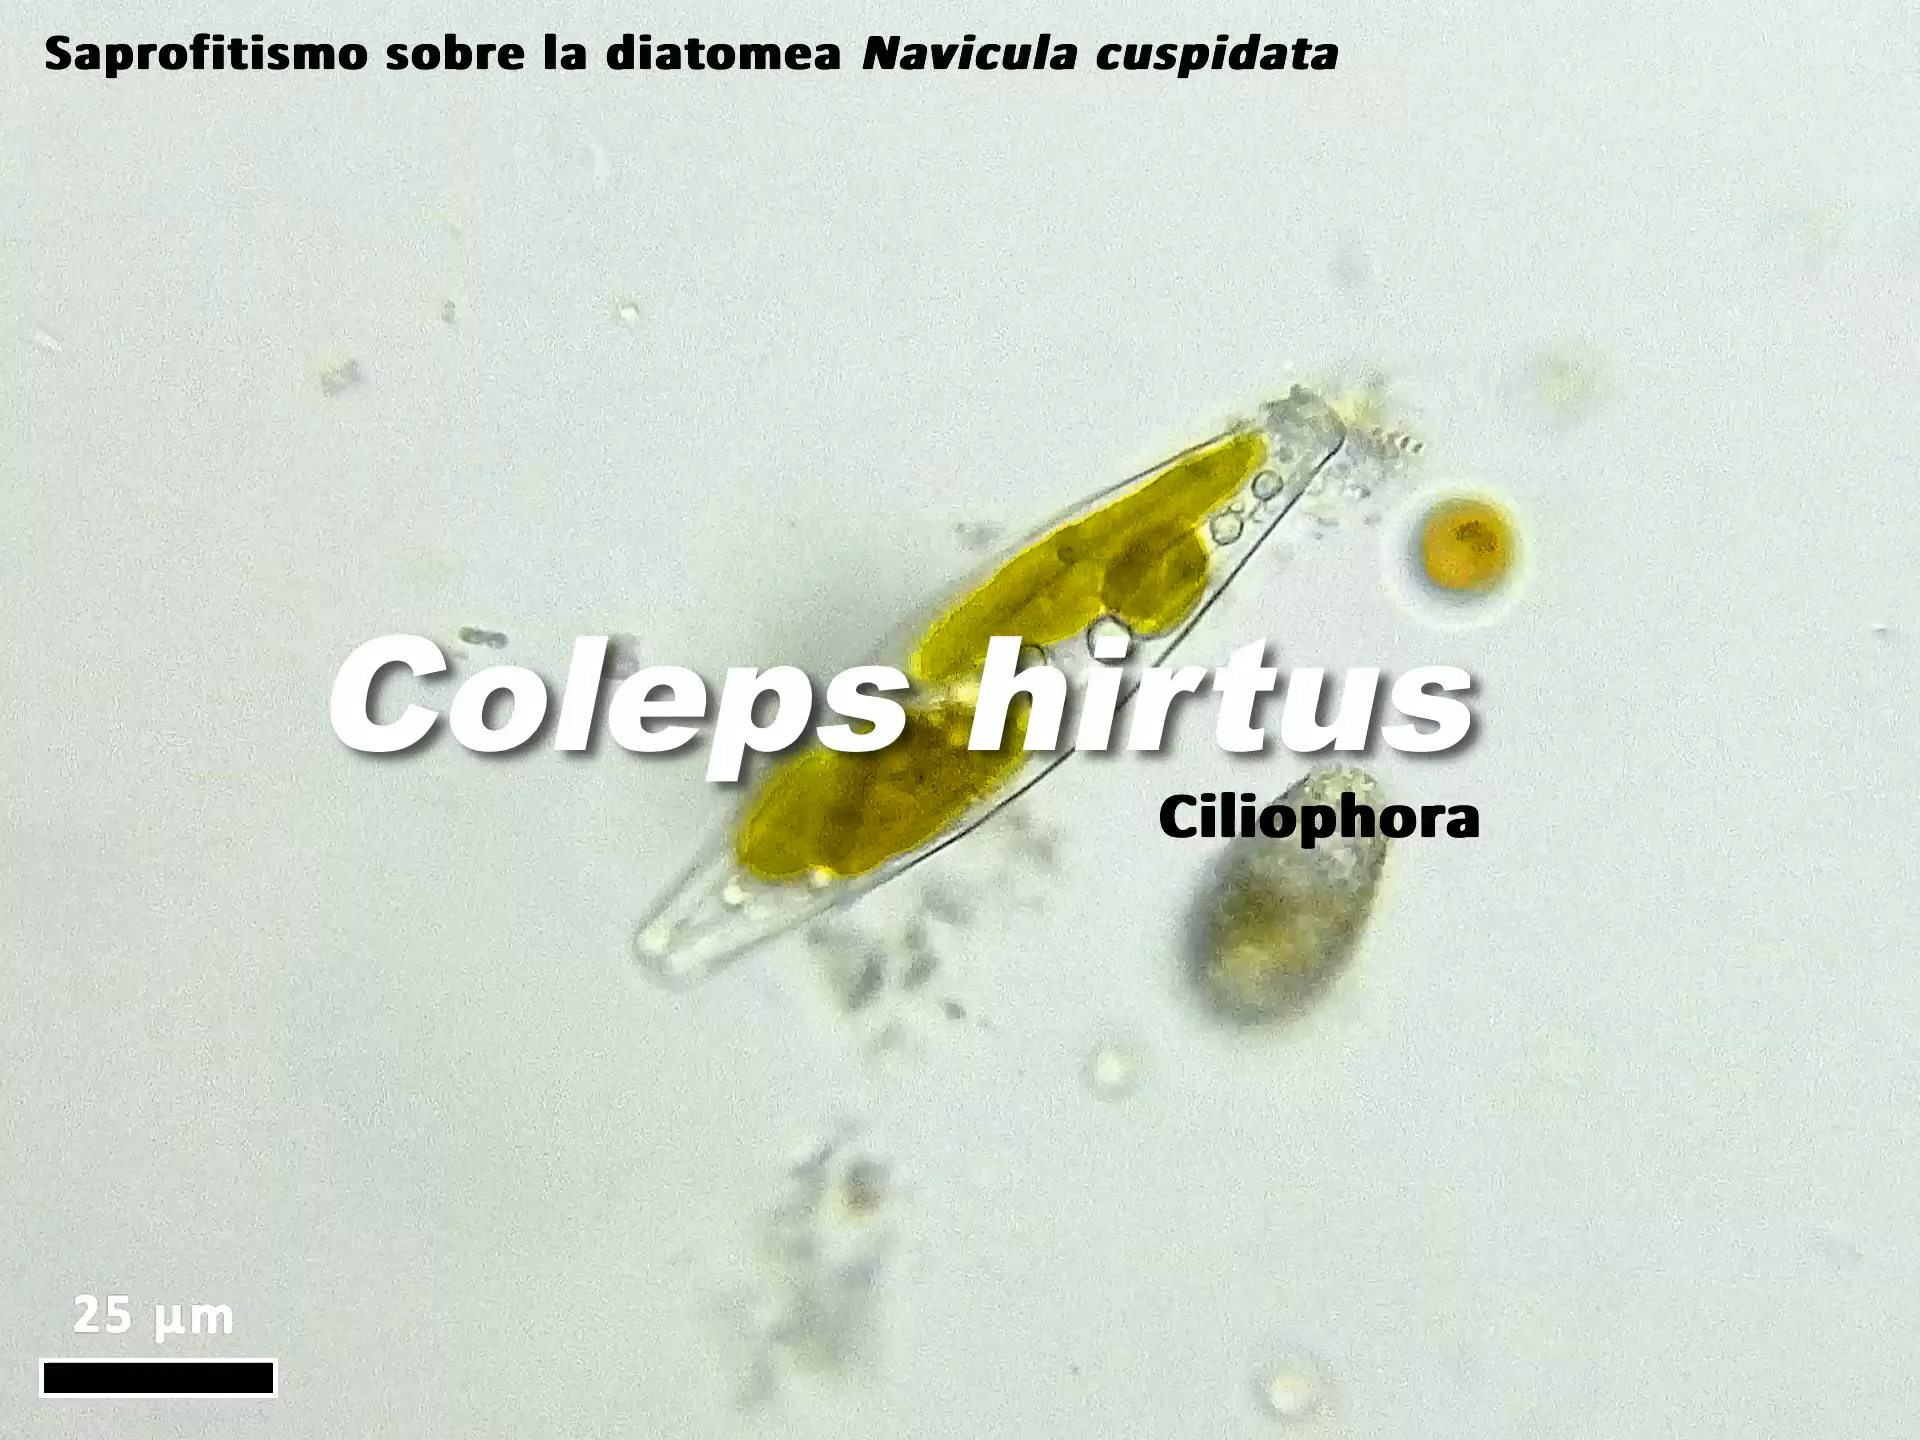 Saprofitismo sobre la diatomea Navicula cuspidata
Coleps hirtus
Ciliophora
25 µm